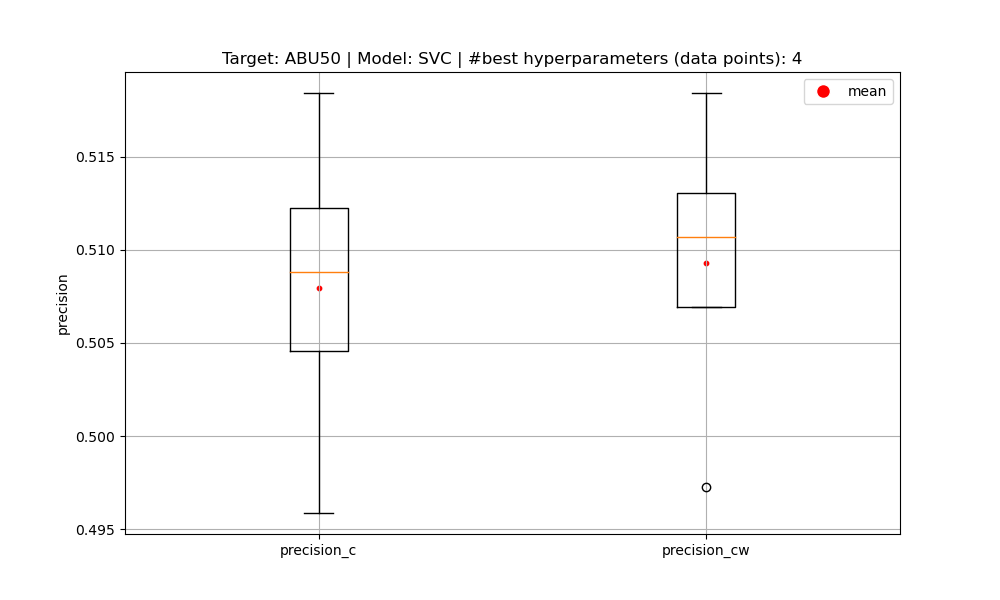 Target: ABU50 | Model: SVC | #best hyperparameters (data points): 4
mean
0.515
0.510
0.505
0.500
0.495
precision
precision_c
precision_cw